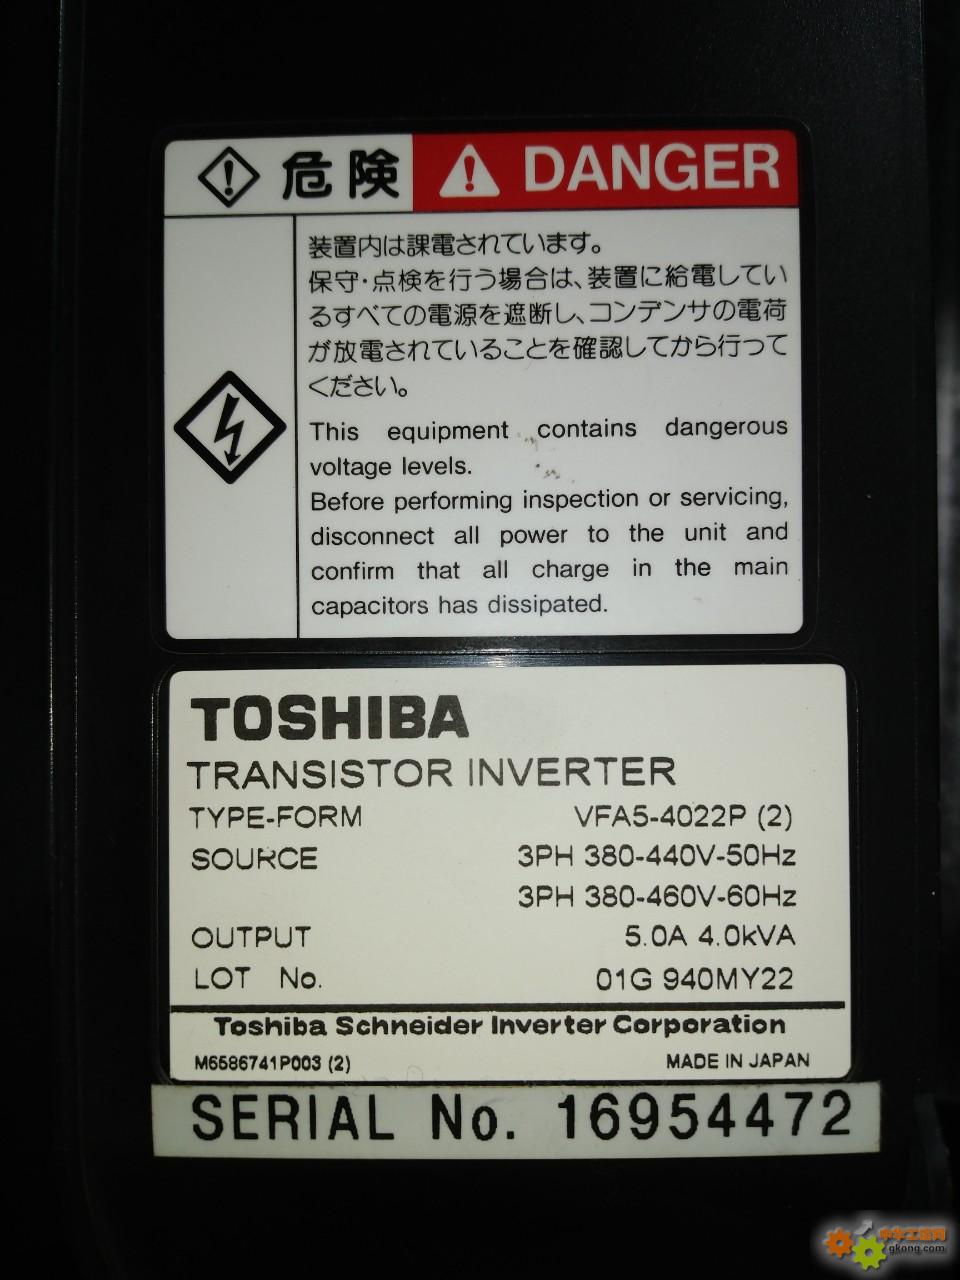 危険 DANGER
装置内は課電されています。
保守・点検を行う場合は、装置に給電してい
るすべての電源を遮断し、コンデンサの電荷
が放電されていることを確認してから行って
ください。
This equipment contains dangerous
voltage levels.
Before performing inspection or servicing,
disconnect all power to the unit and
confirm that all charge in the main
capacitors has dissipated.
TOSHIBA
TRANSISTOR INVERTER
TYPE-FORM VFA5-4022P (2)
SOURCE 3PH 380-440V-50Hz
3PH 380-460V-60Hz
OUTPUT 5.0A 4.0kVA
LOT No. 01G 940MY22
Toshiba Schneider Inverter Corporation
M6586741P003 (2) MADE IN JAPAN
SERIAL No. 16954472
中华工控网
gkong.com